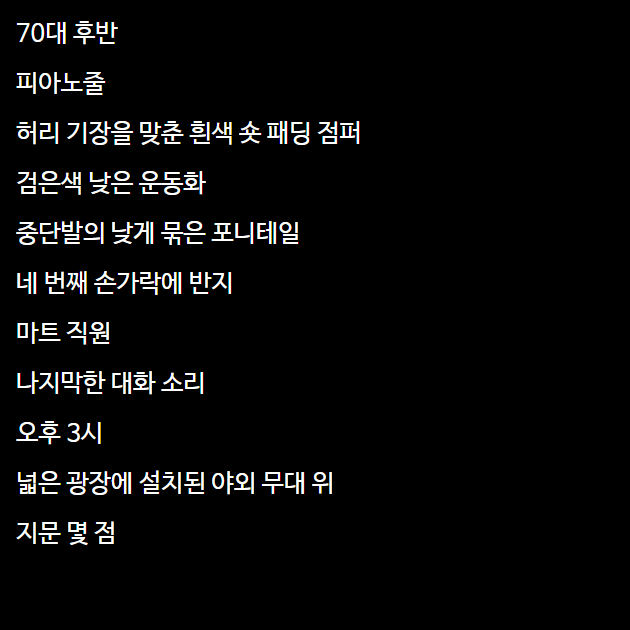 70대 후반
피아노줄
허리 기장을 맞춘 흰색 숏 패딩 점퍼
검은색 낮은 운동화
중단발의 낮게 묶은 포니테일
네 번째 손가락에 반지
마트 직원
나지막한 대화 소리
오후 3시
넓은 광장에 설치된 야외 무대 위
지문 몇 점